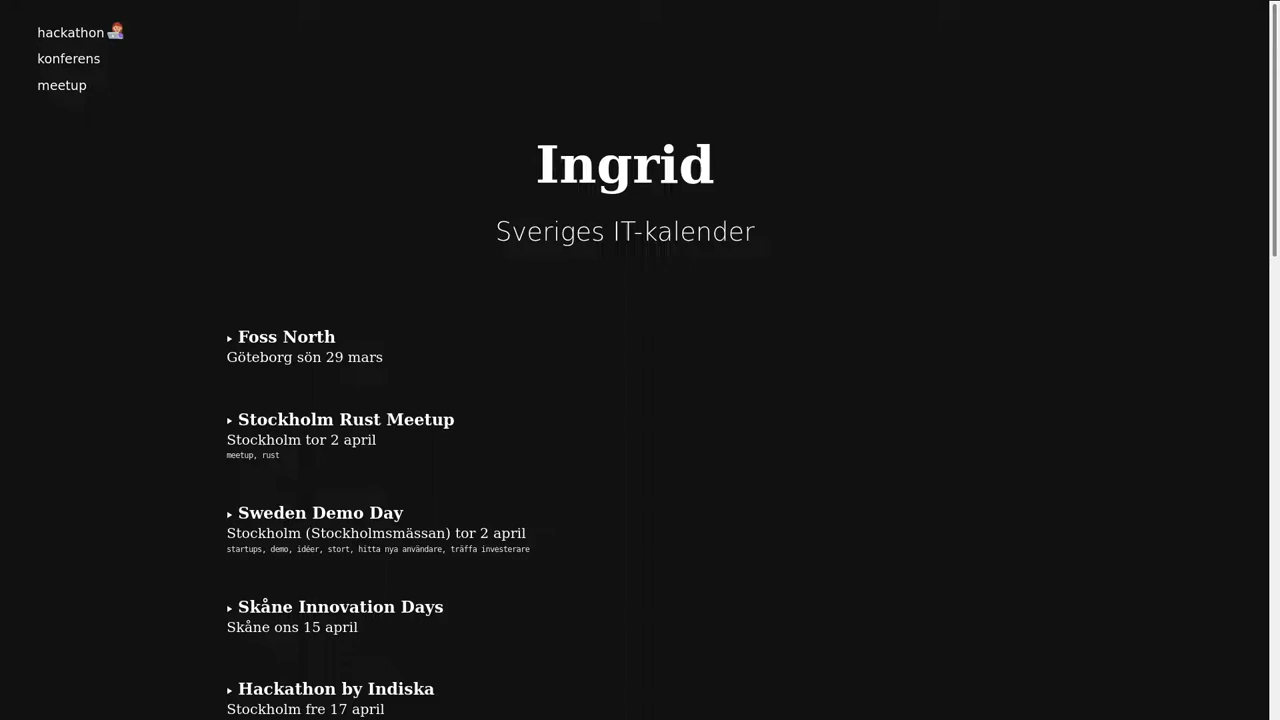 hackathon 🧑🏽‍💻
konferens
meetup
Ingrid
Sveriges IT-kalender
▸ Foss North
Göteborg sön 29 mars
▸ Stockholm Rust Meetup
Stockholm tor 2 april
meetup, rust
▸ Sweden Demo Day
Stockholm (Stockholmsmässan) tor 2 april
startups, demo, idéer, stort, hitta nya användare, träffa investerare
▸ Skåne Innovation Days
Skåne ons 15 april
▸ Hackathon by Indiska
Stockholm fre 17 april